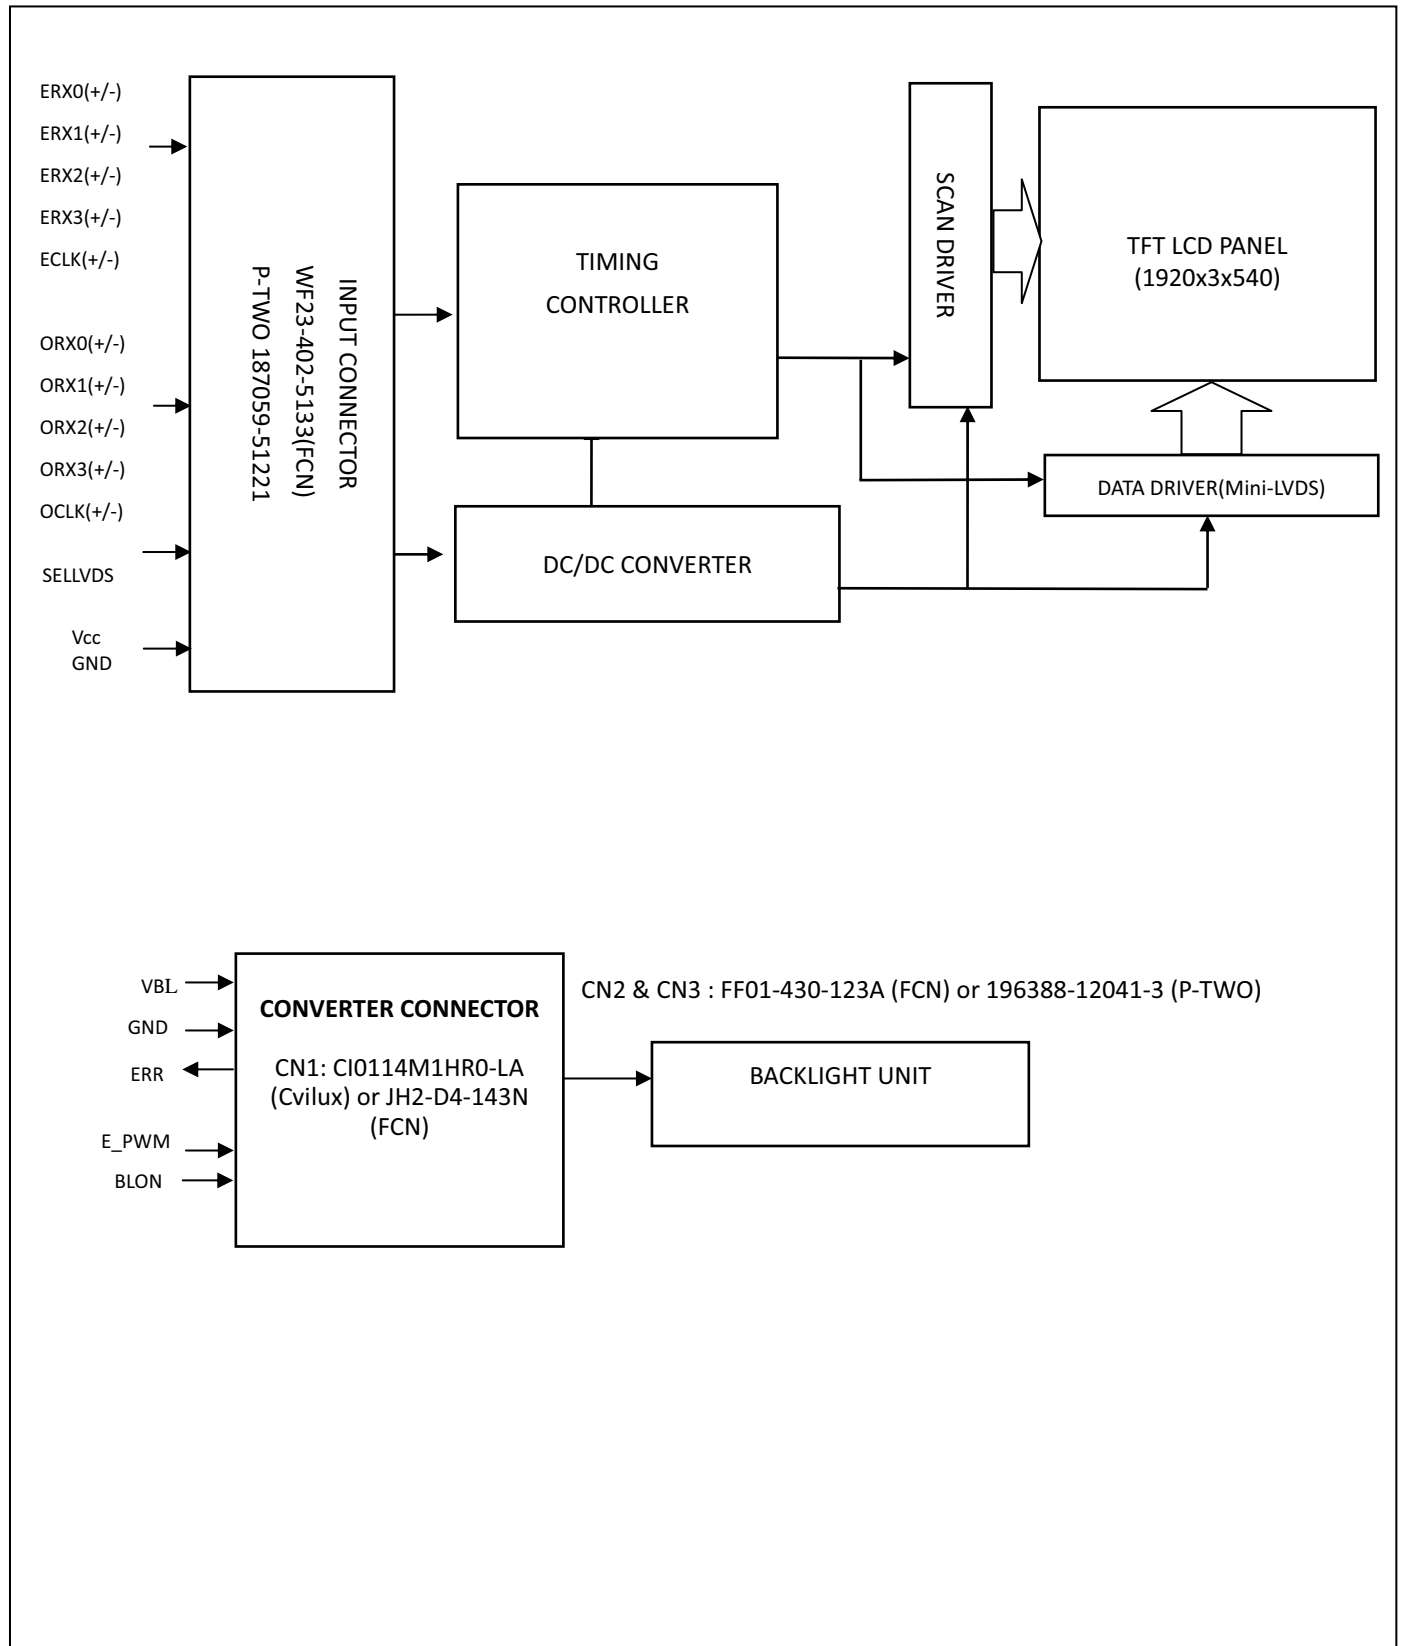 ERX0(+/-)
ERX1(+/-)
ERX2(+/-)
ERX3(+/-)
ECLK(+/-)
ORX0(+/-)
ORX1(+/-)
ORX2(+/-)
ORX3(+/-)
OCLK(+/-)
SELLVDS
Vcc
GND
INPUT CONNECTOR
WF23-402-5133(FCN)
P-TWO 187059-51221
TIMING
CONTROLLER
DC/DC CONVERTER
SCAN DRIVER
TFT LCD PANEL
(1920x3x540)
DATA DRIVER(Mini-LVDS)
VBL
GND
ERR
E_PWM
BLON
CONVERTER CONNECTOR
CN1: CI0114M1HR0-LA
(Cvilux) or JH2-D4-143N
(FCN)
CN2 & CN3 : FF01-430-123A (FCN) or 196388-12041-3 (P-TWO)
BACKLIGHT UNIT